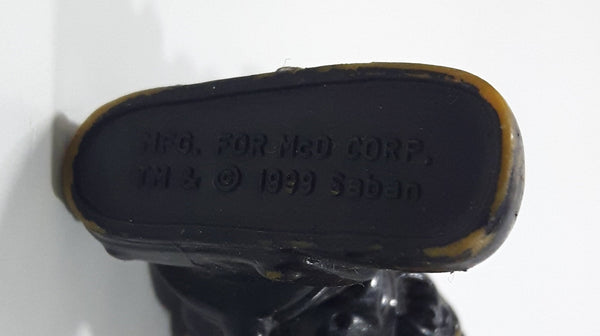 MFG. FOR McD CORP.
TM & © 1999 Saban